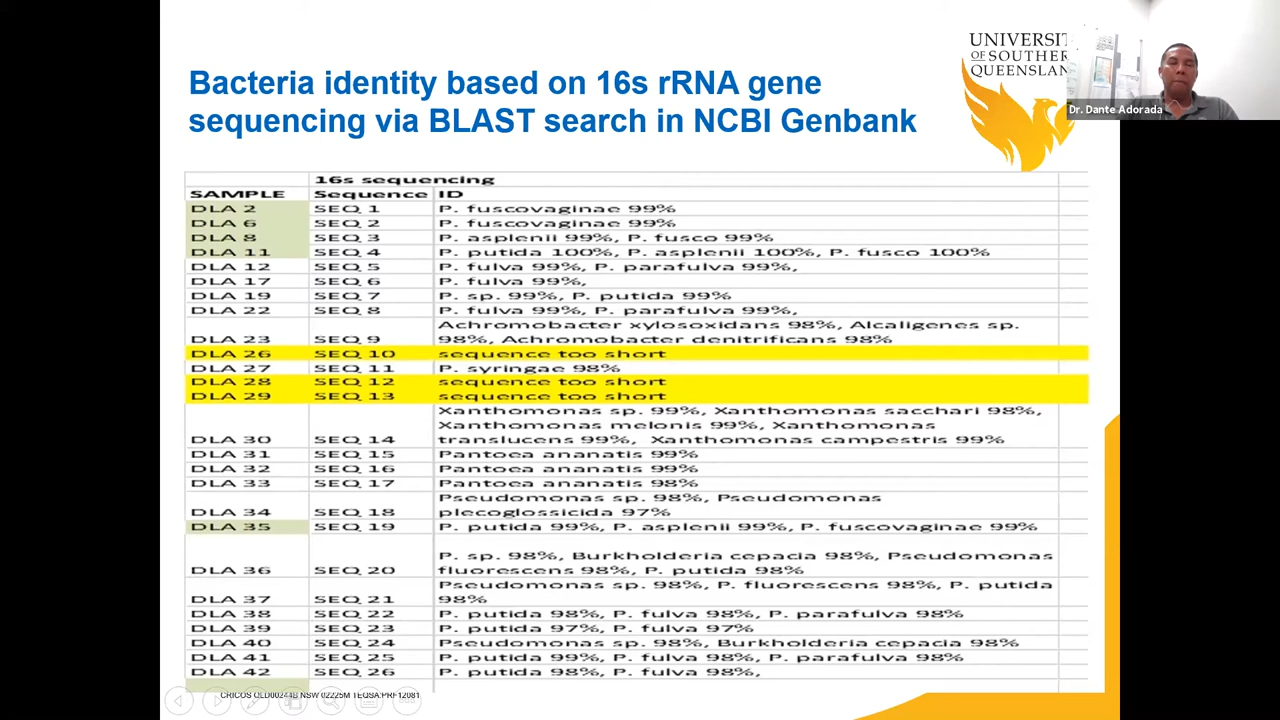 UNIVERSIT
OF SOUTHERN
QUEENSLAND
Dr. Dante Adorada
Bacteria identity based on 16s rRNA gene
sequencing via BLAST search in NCBI Genbank
16s sequencing
SAMPLE Sequence ID
DLA 2 SEQ 1 P. fuscovaginae 99%
DLA 6 SEQ 2 P. fuscovaginae 99%
DLA 8 SEQ 3 P. asplenii 99%, P. fusco 99%
DLA 11 SEQ 4 P. putida 100%, P. asplenii 100%, P. fusco 100%
DLA 12 SEQ 5 P. fulva 99%, P. parafulva 99%,
DLA 17 SEQ 6 P. fulva 99%,
DLA 19 SEQ 7 P. sp. 99%, P. putida 99%
DLA 22 SEQ 8 P. fulva 99%, P. parafulva 99%,
Achromobacter xylosoxidans 98%, Alcaligenes sp.
DLA 23 SEQ 9 98%, Achromobacter denitrificans 98%
DLA 26 SEQ 10 sequence too short
DLA 27 SEQ 11 P. syringae 98%
DLA 28 SEQ 12 sequence too short
DLA 29 SEQ 13 sequence too short
Xanthomonas sp. 99%, Xanthomonas sacchari 98%,
Xanthomonas melonis 99%, Xanthomonas
DLA 30 SEQ 14 translucens 99%, Xanthomonas campestris 99%
DLA 31 SEQ 15 Pantoea ananatis 99%
DLA 32 SEQ 16 Pantoea ananatis 99%
DLA 33 SEQ 17 Pantoea ananatis 98%
Pseudomonas sp. 98%, Pseudomonas
DLA 34 SEQ 18 plecoglossicida 97%
DLA 35 SEQ 19 P. putida 99%, P. asplenii 99%, P. fuscovaginae 99%
P. sp. 98%, Burkholderia cepacia 98%, Pseudomonas
DLA 36 SEQ 20 fluorescens 98%, P. putida 98%
Pseudomonas sp. 98%, P. fluorescens 98%, P. putida
DLA 37 SEQ 21 98%
DLA 38 SEQ 22 P. putida 98%, P. fulva 98%, P. parafulva 98%
DLA 39 SEQ 23 P. putida 97%, P. fulva 97%
DLA 40 SEQ 24 Pseudomonas sp. 98%, Burkholderia cepacia 98%
DLA 41 SEQ 25 P. putida 99%, P. fulva 98%, P. parafulva 98%
DLA 42 SEQ 26 P. putida 98%, P. fulva 98%,
CRICOS QLD00244B NSW 02225M TEQSA:PRF12081